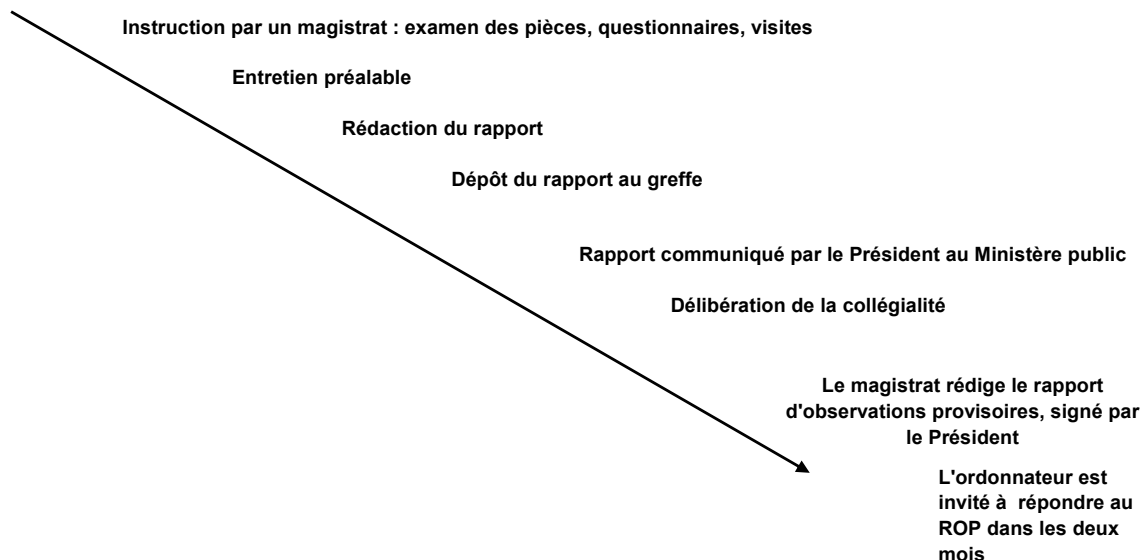 Instruction par un magistrat : examen des pièces, questionnaires, visites
Entretien préalable
Rédaction du rapport
Dépôt du rapport au greffe
Rapport communiqué par le Président au Ministère public
Délibération de la collégialité
Le magistrat rédige le rapport
d'observations provisoires, signé par
le Président
L'ordonnateur est
invité à répondre au
ROP dans les deux
mois